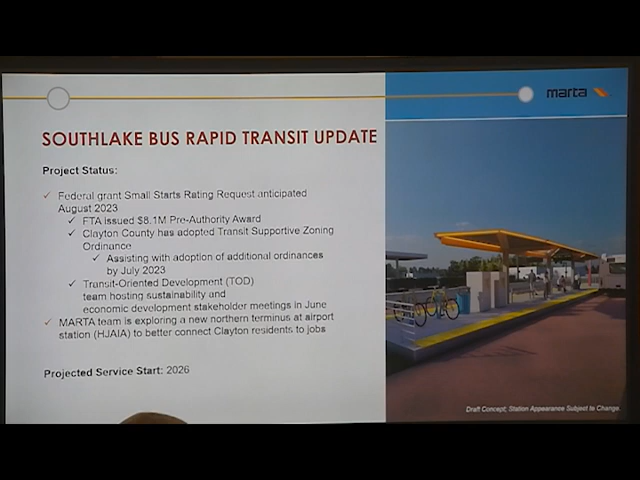 marta
SOUTHLAKE BUS RAPID TRANSIT UPDATE
Project Status:
✓ Federal grant Small Starts Rating Request anticipated
August 2023
✓ FTA issued $8.1M Pre-Authority Award
✓ Clayton County has adopted Transit Supportive Zoning
Ordinance
✓ Assisting with adoption of additional ordinances
by July 2023
✓ Transit-Oriented Development (TOD)
team hosting sustainability and
economic development stakeholder meetings in June
✓ MARTA team is exploring a new northern terminus at airport
station (HJAIA) to better connect Clayton residents to jobs
Projected Service Start: 2026
Draft Concept; Station Appearance Subject to Change.